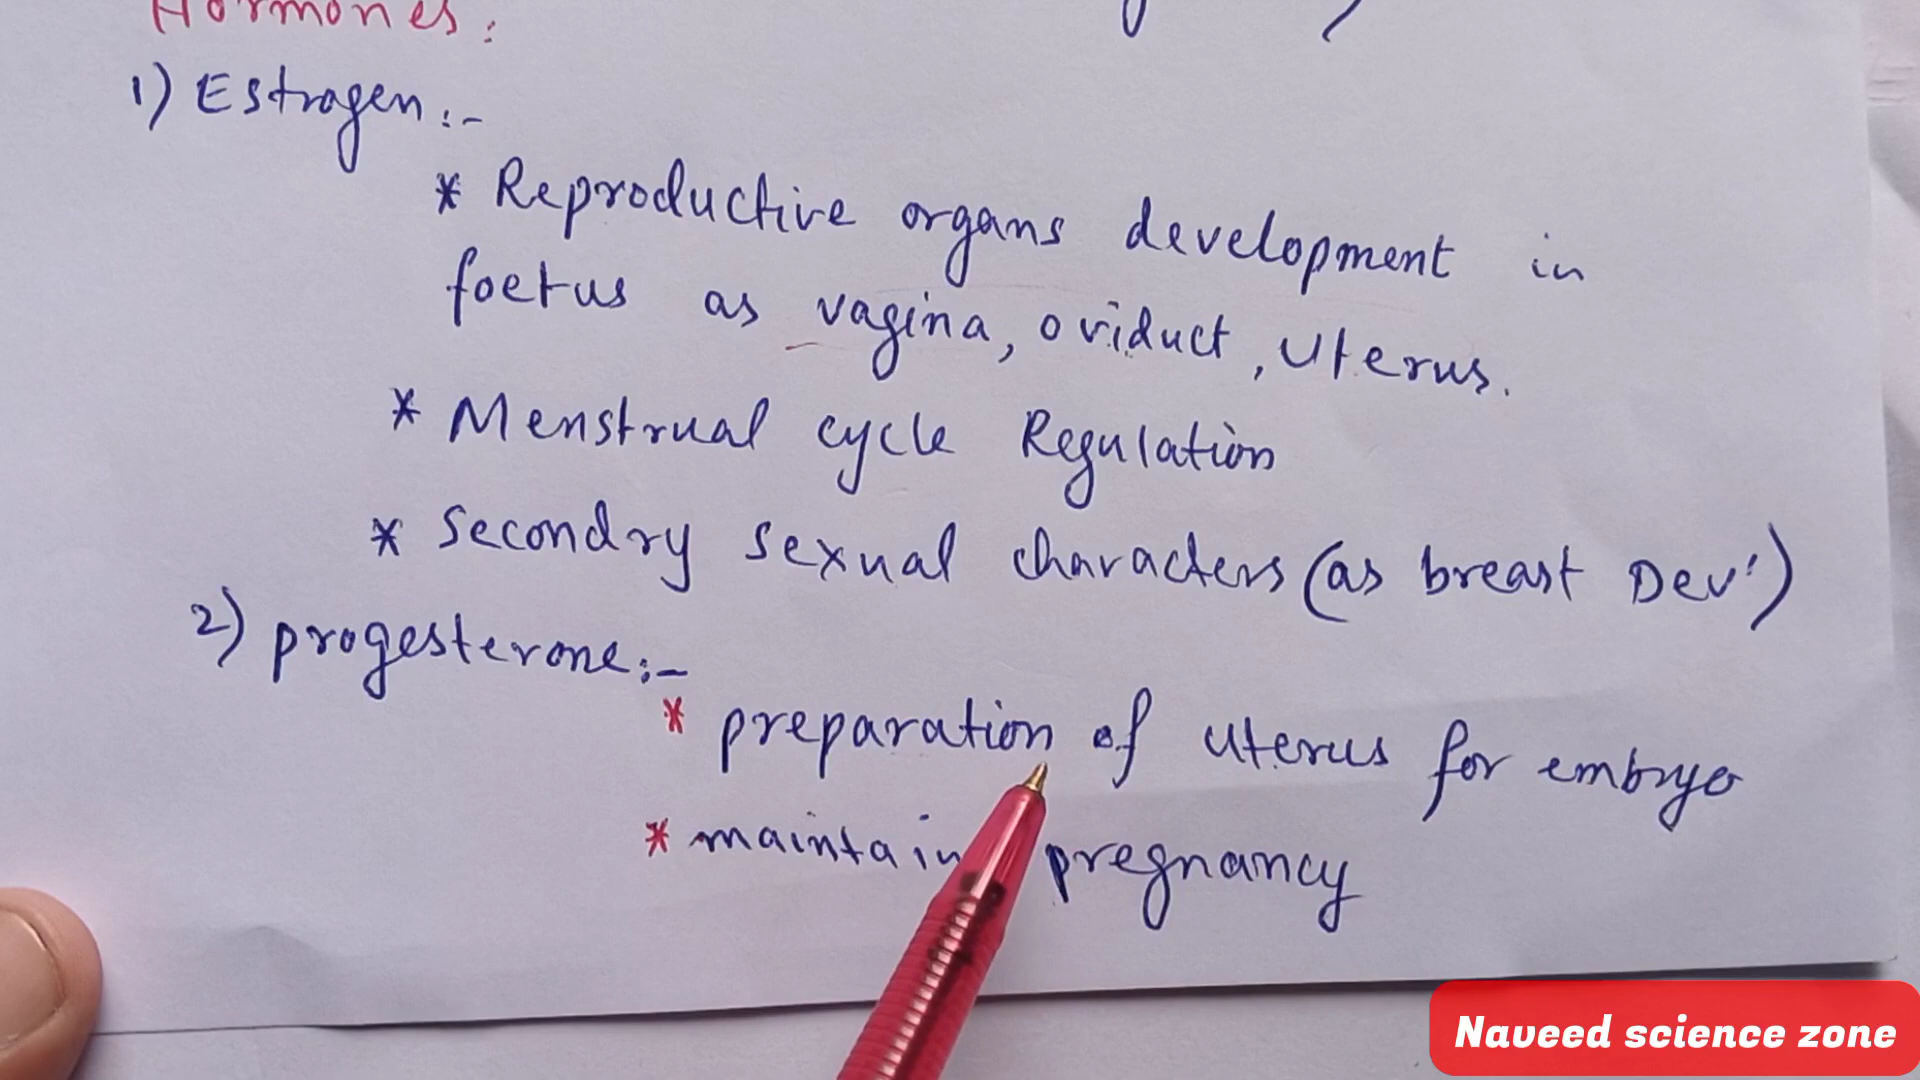 Hormones:
1) Estrogen:-
* Reproductive organs development in
foetus as vagina, oviduct, uterus.
* Menstrual cycle Regulation
* Secondry sexual characters (as breast Dev')
2) progesterone:-
* preparation of uterus for embryo
* maintain pregnancy
Naveed science zone